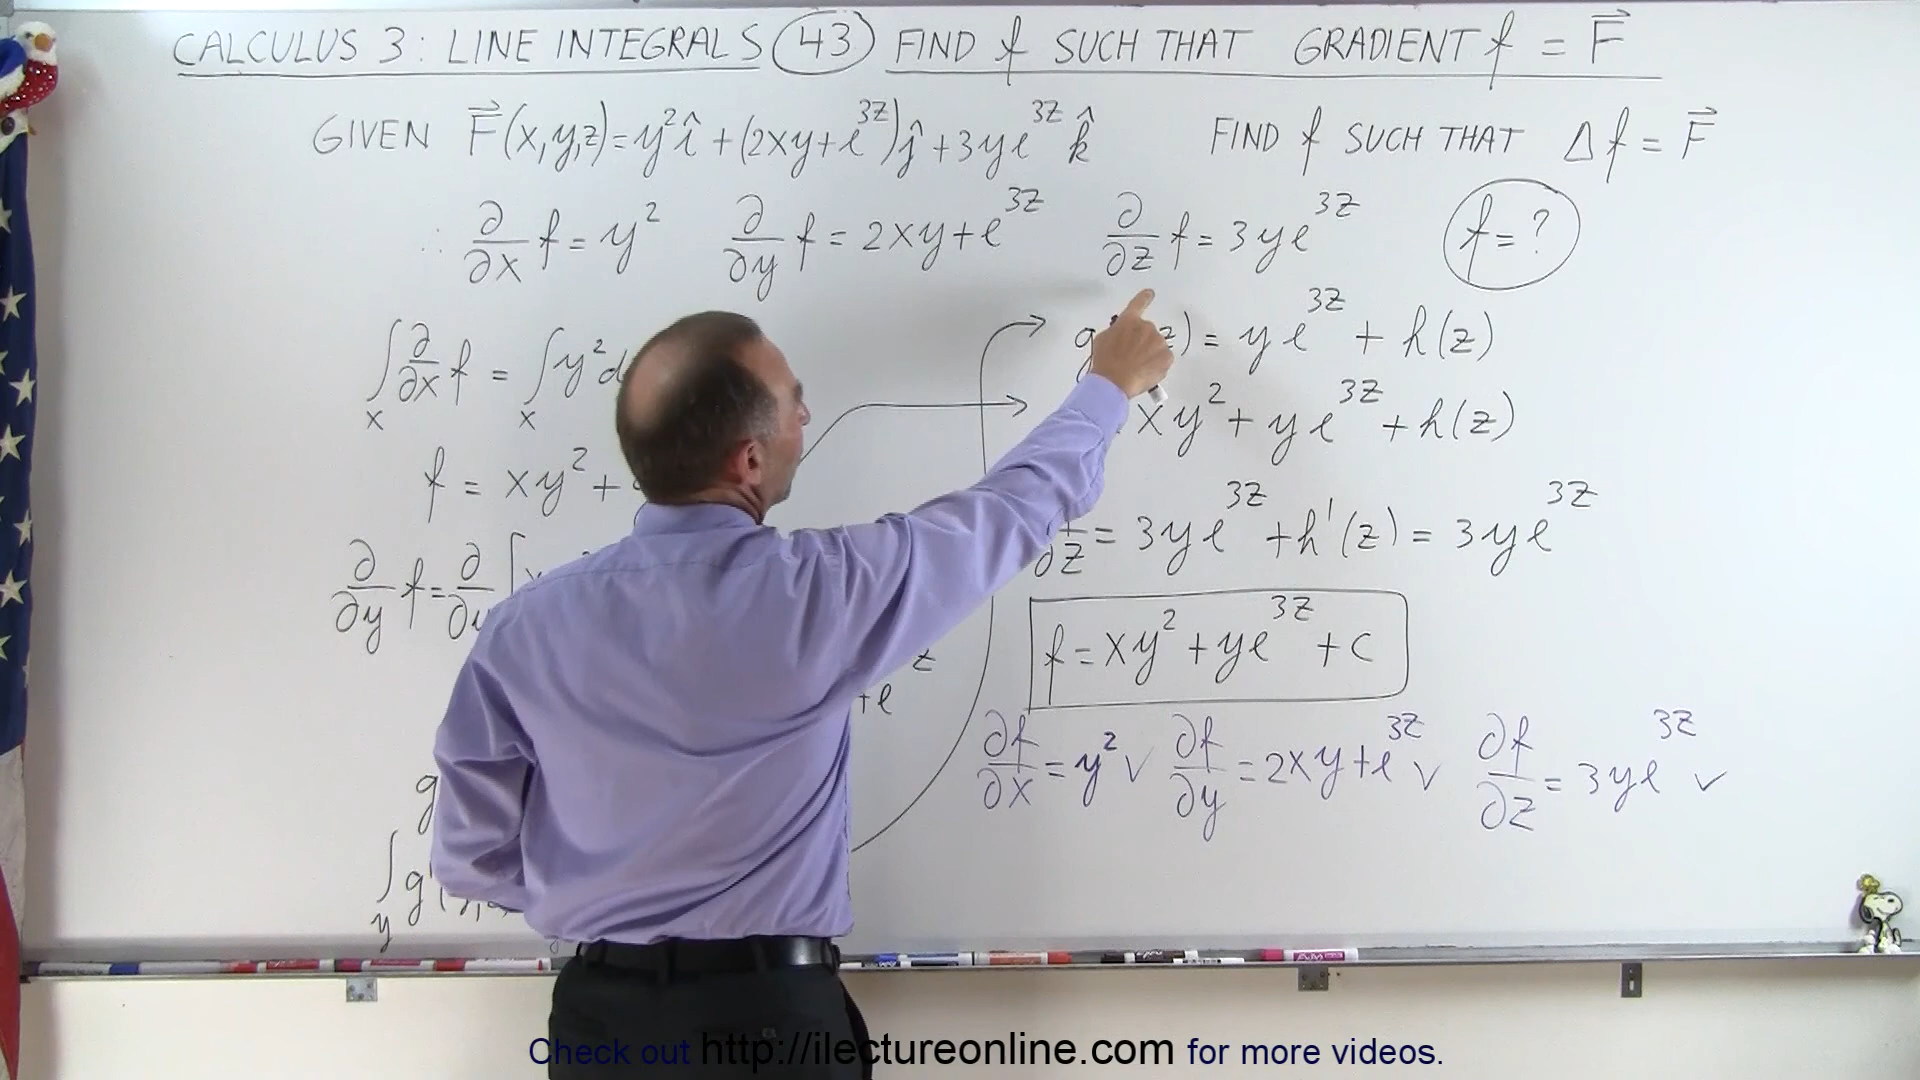 CALCULUS 3: LINE INTEGRALS 43 FIND f SUCH THAT GRADIENT f = F⃗
GIVEN F⃗(x,y,z)=y²î+(2xy+e^3z)ĵ+3ye^3z k̂ FIND f SUCH THAT Δf=F⃗
∴ ∂/∂x f=y² ∂/∂y f=2xy+e^3z ∂/∂z f=3ye^3z f=?
∫x ∂/∂x f = ∫x y²d
f = xy²+
∂/∂y f=∂/∂y [x
+e z
g
∫y g'(
g z)= ye^3z + h(z)
xy²+ye^3z+h(z)
∂z = 3ye^3z+h'(z)=3ye^3z
f=xy²+ye^3z+c
∂f/∂x=y² ✓ ∂f/∂y=2xy+e^3z ✓ ∂f/∂z=3ye^3z ✓
Check out http://ilectureonline.com for more videos.